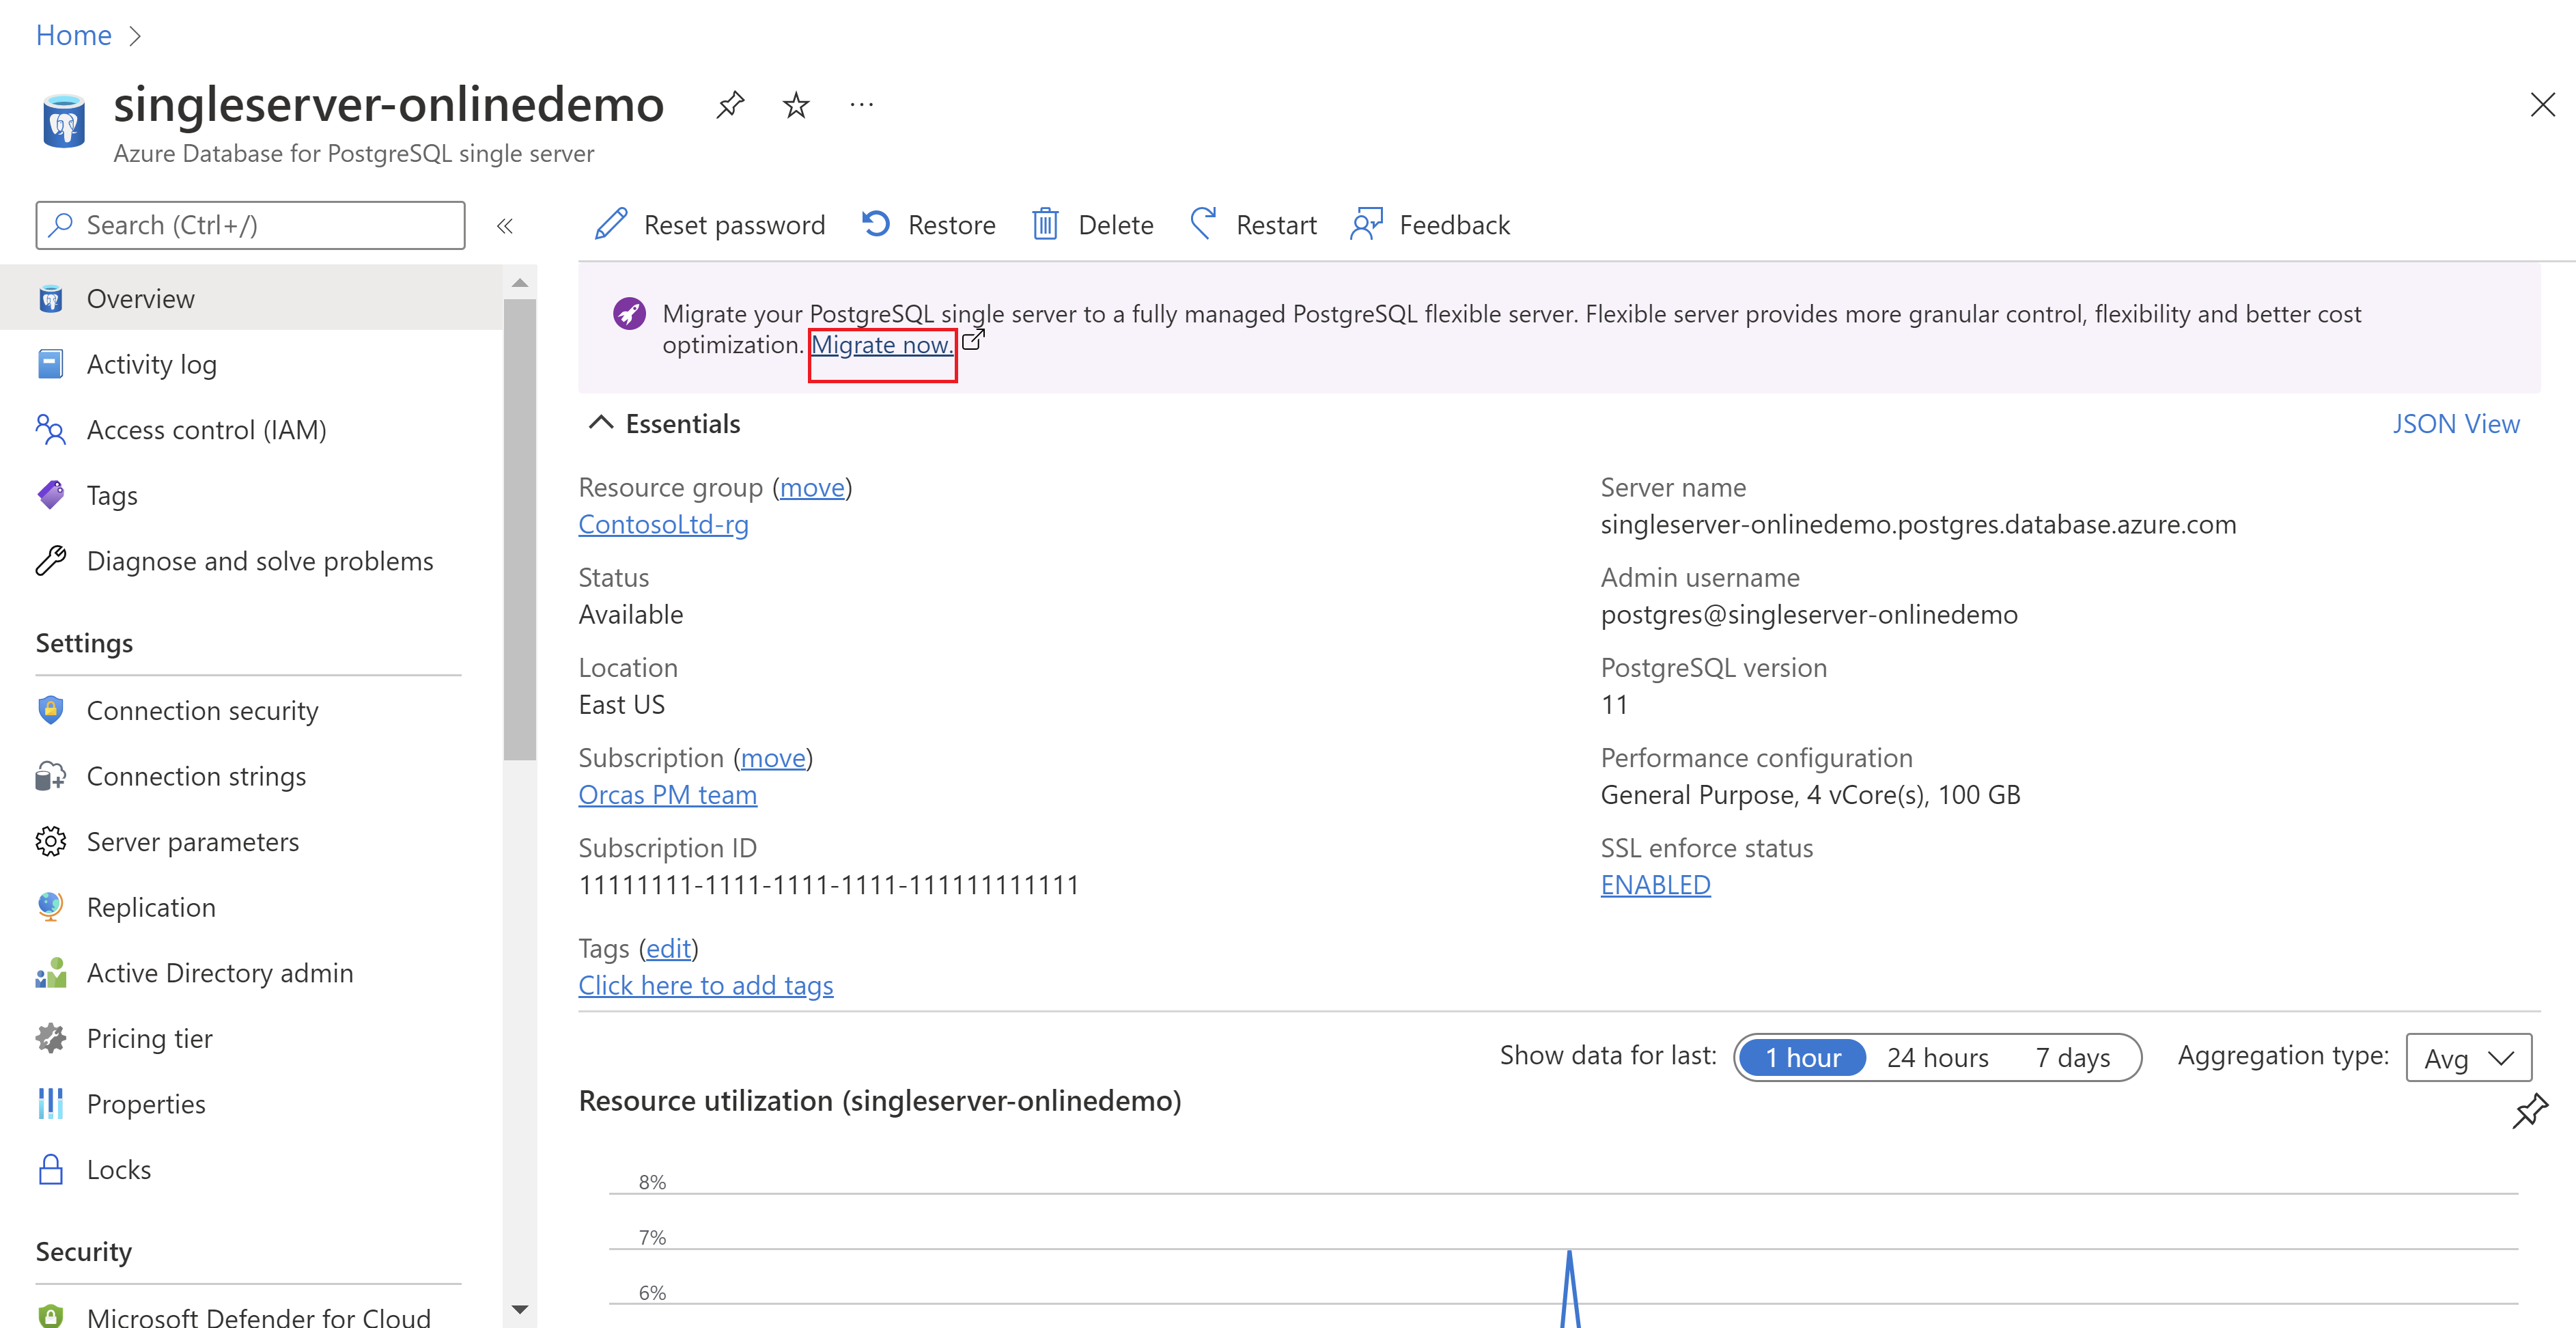 Home
singleserver-onlinedemo
Azure Database for PostgreSQL single server
Search (Ctrl+/)
Overview
Activity log
Access control (IAM)
Tags
Diagnose and solve problems
Settings
Connection security
Connection strings
Server parameters
Replication
Active Directory admin
Pricing tier
Properties
Locks
Security
Microsoft Defender for Cloud
Reset password Restore Delete Restart Feedback
Migrate your PostgreSQL single server to a fully managed PostgreSQL flexible server. Flexible server provides more granular control, flexibility and better cost
optimization. Migrate now.
Essentials
JSON View
Resource group (move)
ContosoLtd-rg
Status
Available
Location
East US
Subscription (move)
Orcas PM team
Subscription ID
11111111-1111-1111-1111-111111111111
Tags (edit)
Click here to add tags
Server name
singleserver-onlinedemo.postgres.database.azure.com
Admin username
postgres@singleserver-onlinedemo
PostgreSQL version
11
Performance configuration
General Purpose, 4 vCore(s), 100 GB
SSL enforce status
ENABLED
Show data for last: 1 hour 24 hours 7 days Aggregation type: Avg
Resource utilization (singleserver-onlinedemo)
8%
7%
6%